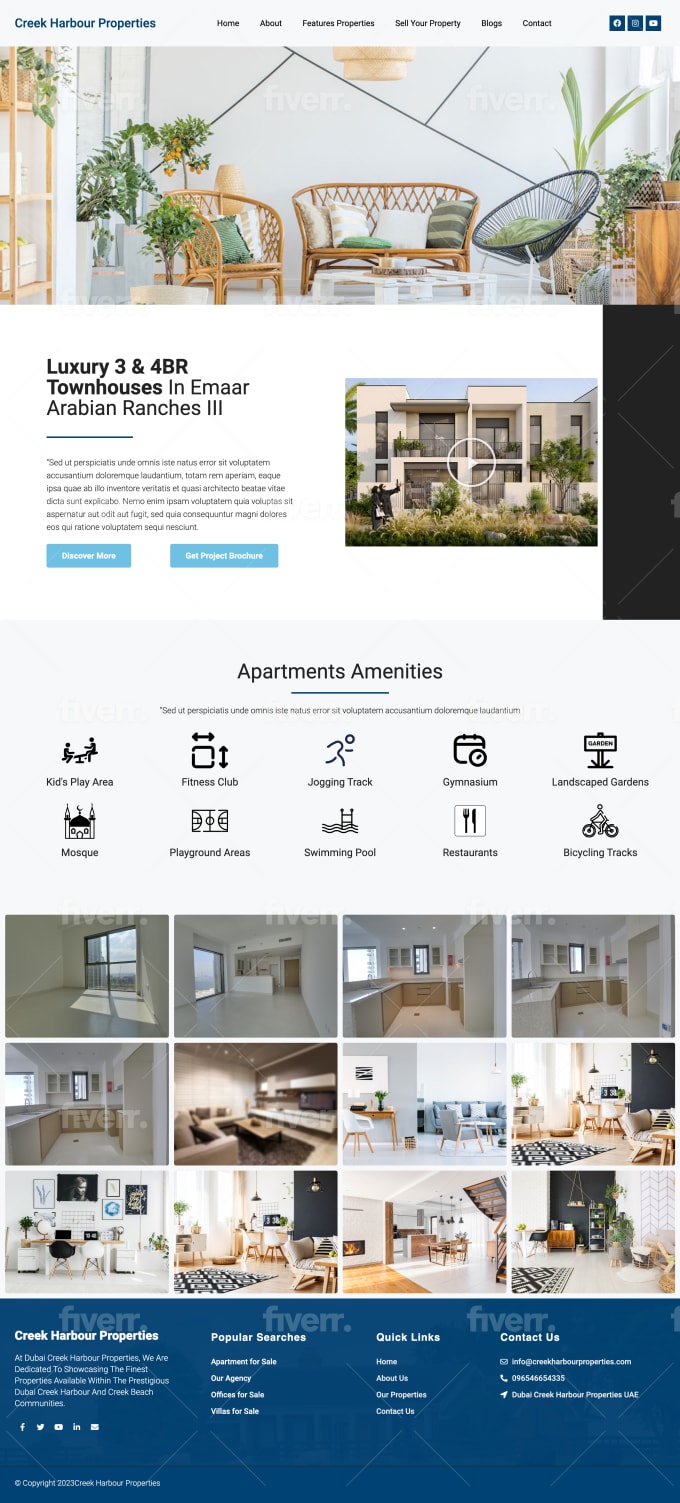 Creek Harbour Properties
Home About Features Properties Sell Your Property Blogs Contact
fiverr. fiverr.
Luxury 3 & 4BR
Townhouses In Emaar
Arabian Ranches III
"Sed ut perspiciatis unde omnis iste natus error sit voluptatem
accusantium doloremque laudantium, totam rem aperiam, eaque
ipsa quae ab illo inventore veritatis et quasi architecto beatae vitae
dicta sunt explicabo. Nemo enim ipsam voluptatem quia voluptas sit
aspernatur aut odit aut fugit, sed quia consequuntur magni dolores
eos qui ratione voluptatem sequi nesciunt.
Discover More Get Project Brochure
Apartments Amenities
"Sed ut perspiciatis unde omnis iste natus error sit voluptatem accusantium doloremque laudantium
GARDEN
Kid's Play Area Fitness Club Jogging Track Gymnasium Landscaped Gardens
Mosque Playground Areas Swimming Pool Restaurants Bicycling Tracks
fiverr. fiverr. fiverr.
Creek Harbour Properties
At Dubai Creek Harbour Properties, We Are
Dedicated To Showcasing The Finest
Properties Available Within The Prestigious
Dubai Creek Harbour And Creek Beach
Communities.
Popular Searches
Apartment for Sale
Our Agency
Offices for Sale
Villas for Sale
Quick Links
Home
About Us
Our Properties
Contact Us
Contact Us
info@creekharbourproperties.com
096546654335
Dubai Creek Harbour Properties UAE
© Copyright 2023Creek Harbour Properties